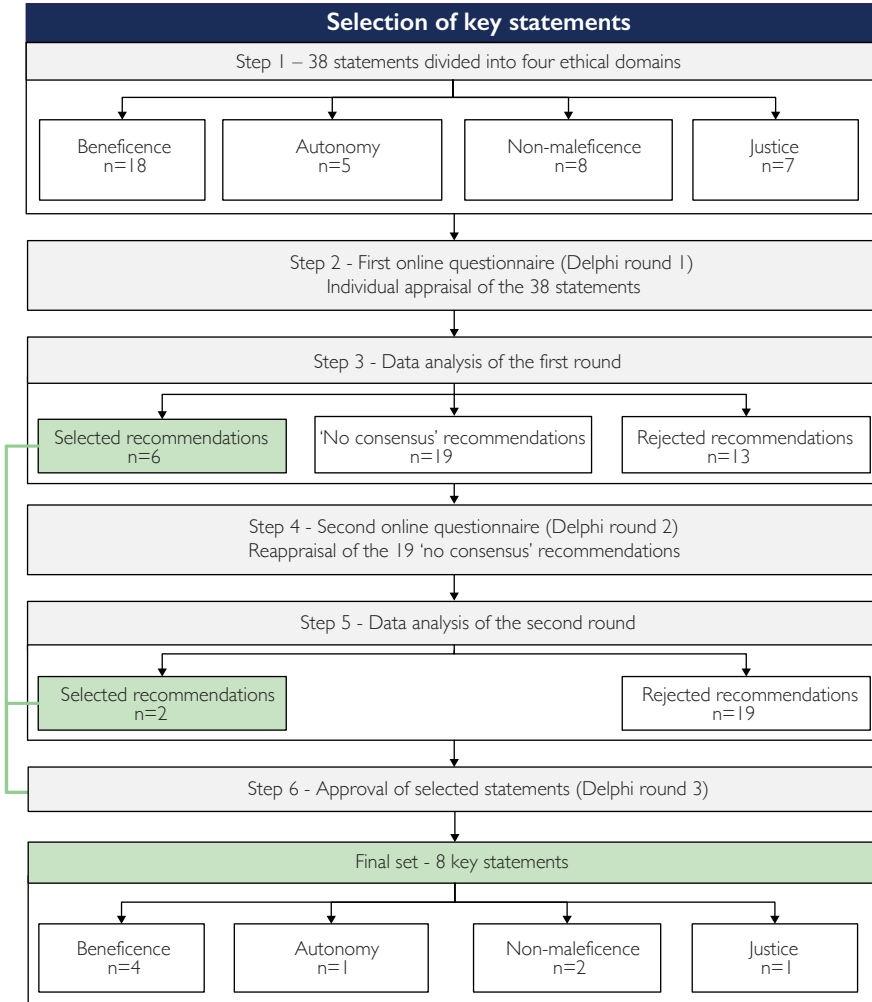 Selection of key statements
Step 1 – 38 statements divided into four ethical domains
Beneficence
n=18
Autonomy
n=5
Non-maleficence
n=8
Justice
n=7
Step 2 - First online questionnaire (Delphi round 1)
Individual appraisal of the 38 statements
Step 3 - Data analysis of the first round
Selected recommendations
n=6
‘No consensus’ recommendations
n=19
Rejected recommendations
n=13
Step 4 - Second online questionnaire (Delphi round 2)
Reappraisal of the 19 ‘no consensus’ recommendations
Step 5 - Data analysis of the second round
Selected recommendations
n=2
Rejected recommendations
n=19
Step 6 - Approval of selected statements (Delphi round 3)
Final set - 8 key statements
Beneficence
n=4
Autonomy
n=1
Non-maleficence
n=2
Justice
n=1